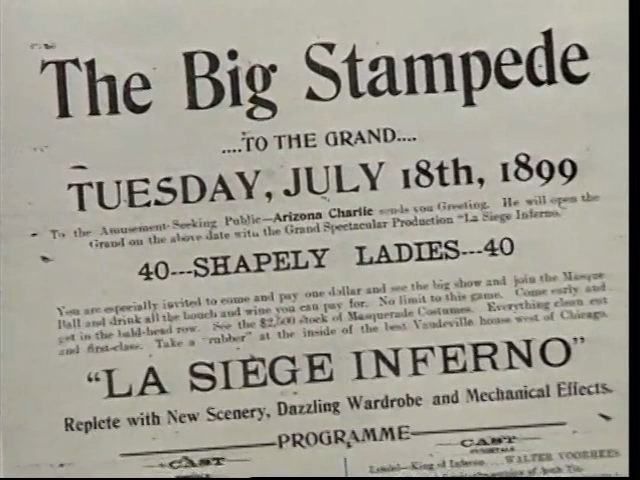 The Big Stampede
....TO THE GRAND....
TUESDAY, JULY 18th, 1899
To the Amusement-Seeking Public—Arizona Charlie sends you Greeting. He will open the
Grand on the above date with the Grand Spectacular Production "La Siege Inferno."
40---SHAPELY LADIES---40
You are especially invited to come and pay one dollar and see the big show and join the Masque
Ball and drink all the hooch and wine you can pay for. No limit to this game. Come early and
get in the bald-head row. See the $2,500 stock of Masquerade Costumes. Everything clean cut
and first-class. Take a "rubber" at the inside of the best Vaudeville house west of Chicago.
"LA SIEGE INFERNO"
Replete with New Scenery, Dazzling Wardrobe and Mechanical Effects.
PROGRAMME
CAST
CAST
King of Inferno....WALTER VOORHEES